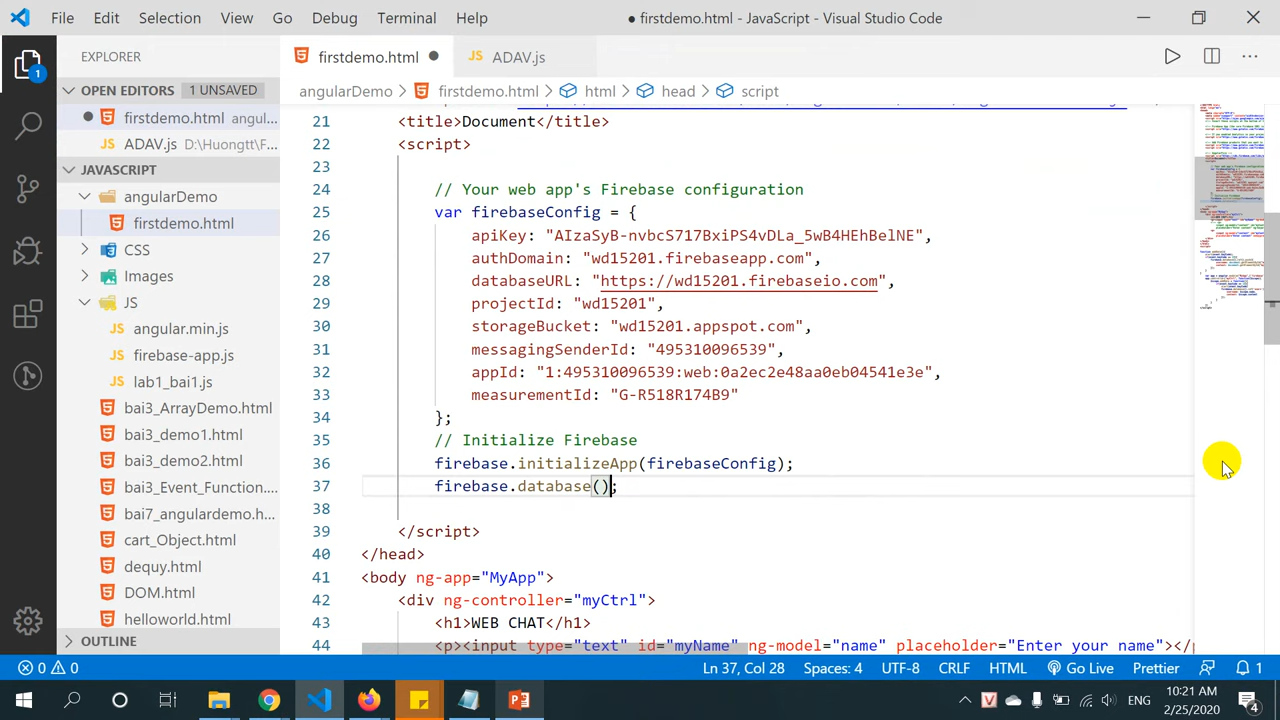 File Edit Selection View Go Debug Terminal Help
● firstdemo.html - JavaScript - Visual Studio Code
EXPLORER
OPEN EDITORS 1 UNSAVED
firstdemo.html angul...
JS ADAV.js D:\Huongtt\F...
JAVASCRIPT
angularDemo
firstdemo.html
CSS
Images
JS
JS angular.min.js
JS firebase-app.js
JS lab1_bai1.js
bai3_ArrayDemo.html
bai3_demo1.html
bai3_demo2.html
bai3_Event_Function....
bai7_angulardemo.h...
cart_Object.html
dequy.html
DOM.html
helloworld.html
OUTLINE
firstdemo.html ●
JS ADAV.js
angularDemo > firstdemo.html > html > head > script
21 <title>Document</title>
22 <script>
23
24 // Your web app's Firebase configuration
25 var firebaseConfig = {
26
27 authDomain: "wd15201.firebaseapp.com",
28 databaseURL: "https://wd15201.firebaseio.com",
29 projectId: "wd15201",
30 storageBucket: "wd15201.appspot.com",
31 messagingSenderId: "495310096539",
32 appId: "1:495310096539:web:0a2ec2e48aa0eb04541e3e",
33 measurementId: "G-R518R174B9"
34 };
35 // Initialize Firebase
36 firebase.initializeApp(firebaseConfig);
37 firebase.database();
38
39 </script>
40 </head>
41 <body ng-app="MyApp">
42 <div ng-controller="myCtrl">
43 <h1>WEB CHAT</h1>
44 <p><input type="text" id="myName" ng-model="name" placeholder="Enter your name"></p
0 0
Ln 37, Col 28 Spaces: 4 UTF-8 CRLF HTML Go Live Prettier 1
ENG
10:21 AM
2/25/2020
4